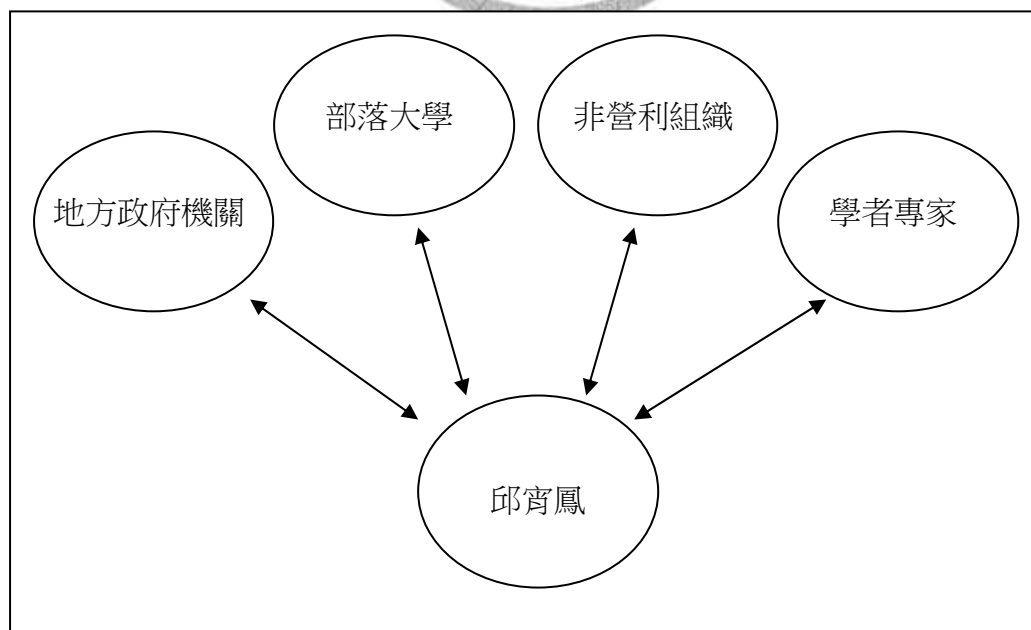 部落大學
非營利組織
地方政府機關
學者專家
邱宵鳳